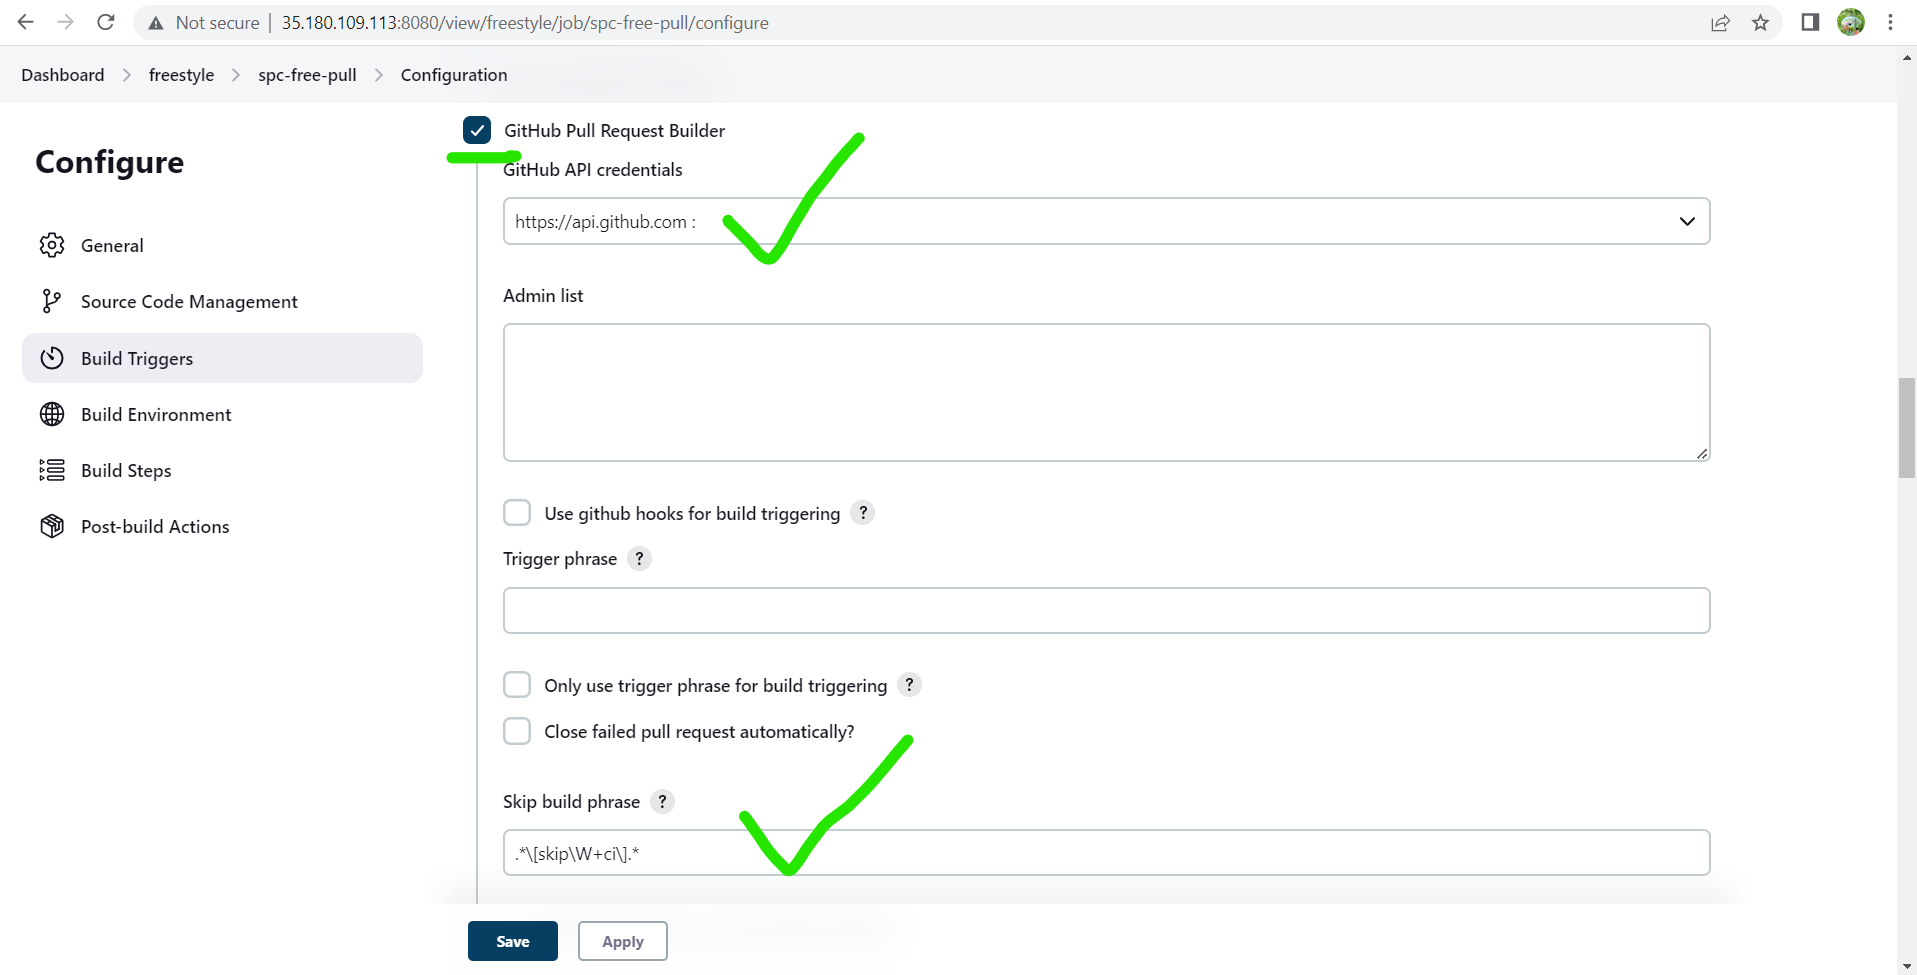 Not secure | 35.180.109.113:8080/view/freestyle/job/spc-free-pull/configure
Dashboard > freestyle > spc-free-pull > Configuration
Configure
General
Source Code Management
Build Triggers
Build Environment
Build Steps
Post-build Actions
GitHub Pull Request Builder
GitHub API credentials
https://api.github.com :
Admin list
Use github hooks for build triggering ?
Trigger phrase ?
Only use trigger phrase for build triggering ?
Close failed pull request automatically?
Skip build phrase ?
.*\[skip\W+ci\].*
Save Apply